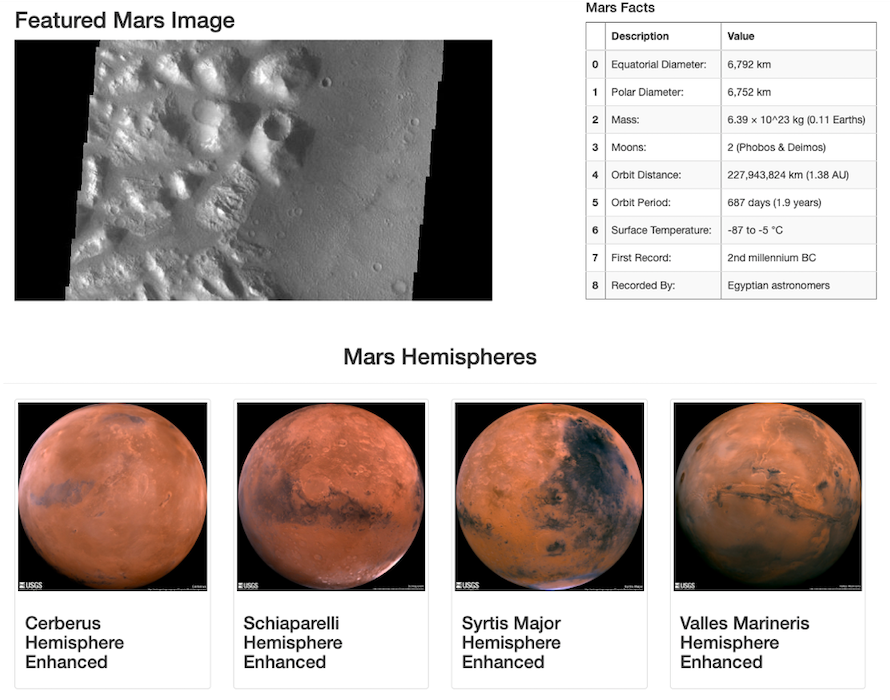 Featured Mars Image
Mars Facts
Description Value
0 Equatorial Diameter: 6,792 km
1 Polar Diameter: 6,752 km
2 Mass: 6.39 × 10^23 kg (0.11 Earths)
3 Moons: 2 (Phobos & Deimos)
4 Orbit Distance: 227,943,824 km (1.38 AU)
5 Orbit Period: 687 days (1.9 years)
6 Surface Temperature: -87 to -5 °C
7 First Record: 2nd millennium BC
8 Recorded By: Egyptian astronomers
Mars Hemispheres
USGS
USGS
USGS
USGS
Cerberus
Hemisphere
Enhanced
Schiaparelli
Hemisphere
Enhanced
Syrtis Major
Hemisphere
Enhanced
Valles Marineris
Hemisphere
Enhanced